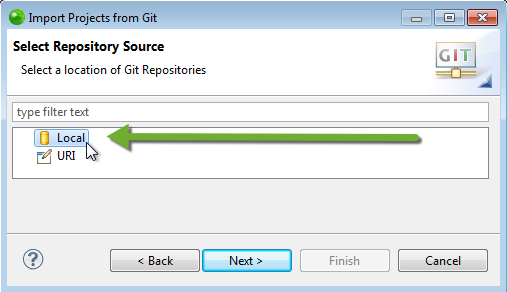 Import Projects from Git
Select Repository Source
Select a location of Git Repositories
GIT
type filter text
Local
URI
?
< Back
Next >
Finish
Cancel